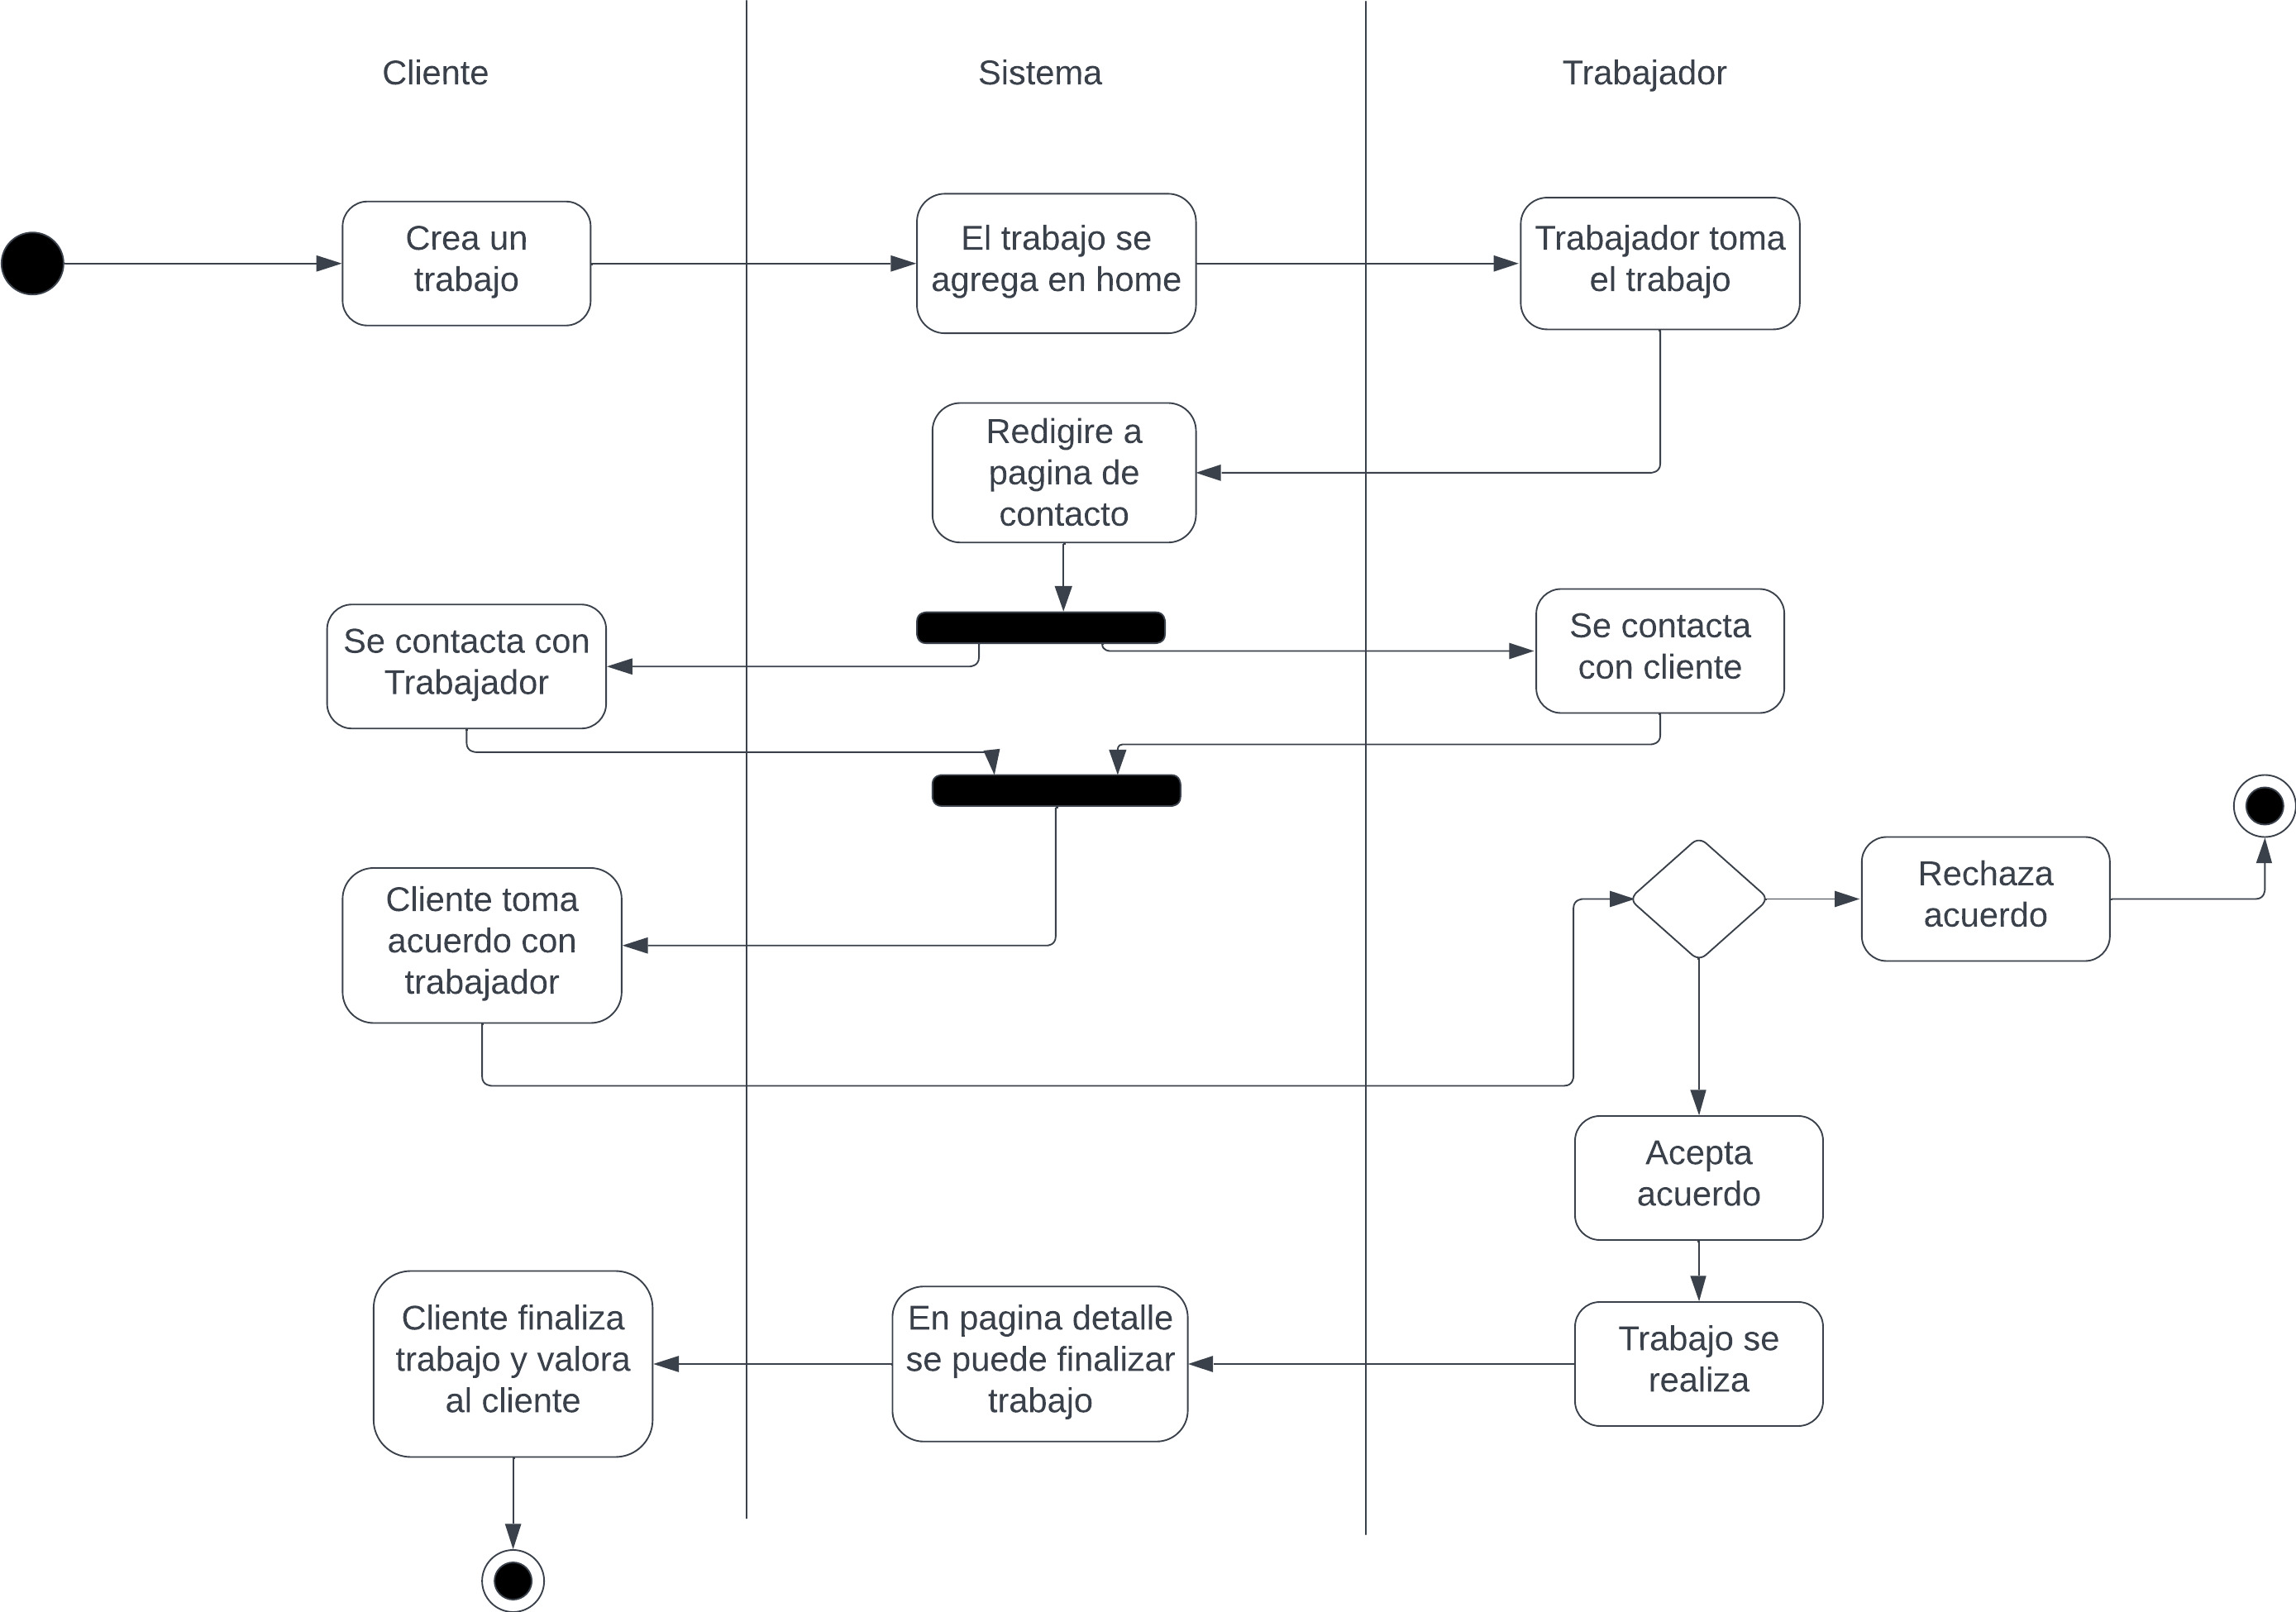 Cliente
Sistema
Trabajador
Crea un
trabajo
El trabajo se
agrega en home
Trabajador toma
el trabajo
Redigire a
pagina de
contacto
Se contacta con
Trabajador
Se contacta
con cliente
Cliente toma
acuerdo con
trabajador
Rechaza
acuerdo
Acepta
acuerdo
Cliente finaliza
trabajo y valora
al cliente
En pagina detalle
se puede finalizar
trabajo
Trabajo se
realiza